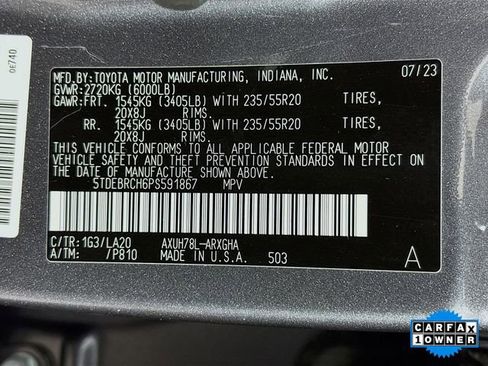 0E740
MFD.BY:TOYOTA MOTOR MANUFACTURING, INDIANA, INC. 07/23
GVWR:2720KG (6000LB)
GAWR:FRT. 1545KG (3405LB) WITH 235/55R20 TIRES,
20X8J RIMS.
RR. 1545KG (3405LB) WITH 235/55R20 TIRES,
20X8J RIMS.
THIS VEHICLE CONFORMS TO ALL APPLICABLE FEDERAL MOTOR
VEHICLE SAFETY AND THEFT PREVENTION STANDARDS IN EFFECT
ON THE DATE OF MANUFACTURE SHOWN ABOVE.
5TDEBRCH6PS591867 MPV
C/TR:1G3/LA20 AXUH78L-ARXGHA
A/TM: /P810 MADE IN U.S.A. 503 A
CARFAX
1 OWNER